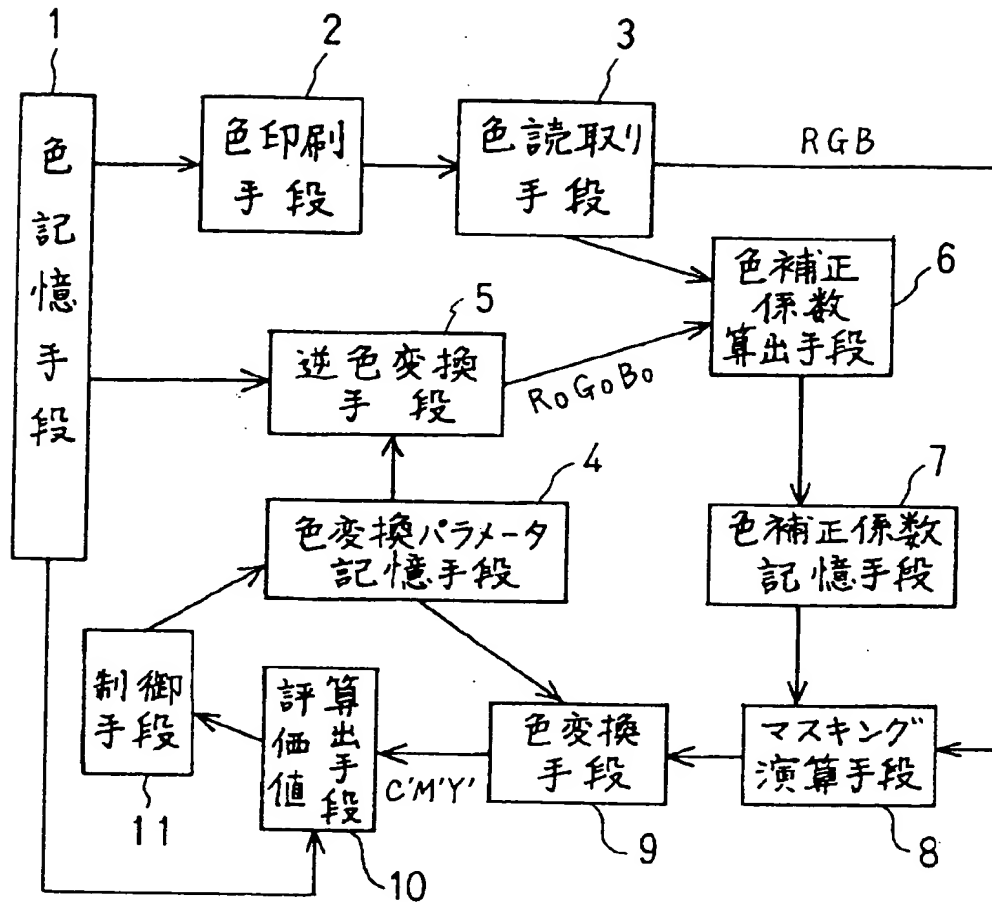 1
色記憶手段
2
色印刷
手段
3
色読取り
手段
RGB
色補正
係数
算出手段
6
5
逆色変換
手段
R₀G₀B₀
4
色変換パラメータ
記憶手段
7
色補正係数
記憶手段
制御
手段
11
評価値
算出手段
10
C'M'Y'
色変換
手段
9
マスキング
演算手段
8